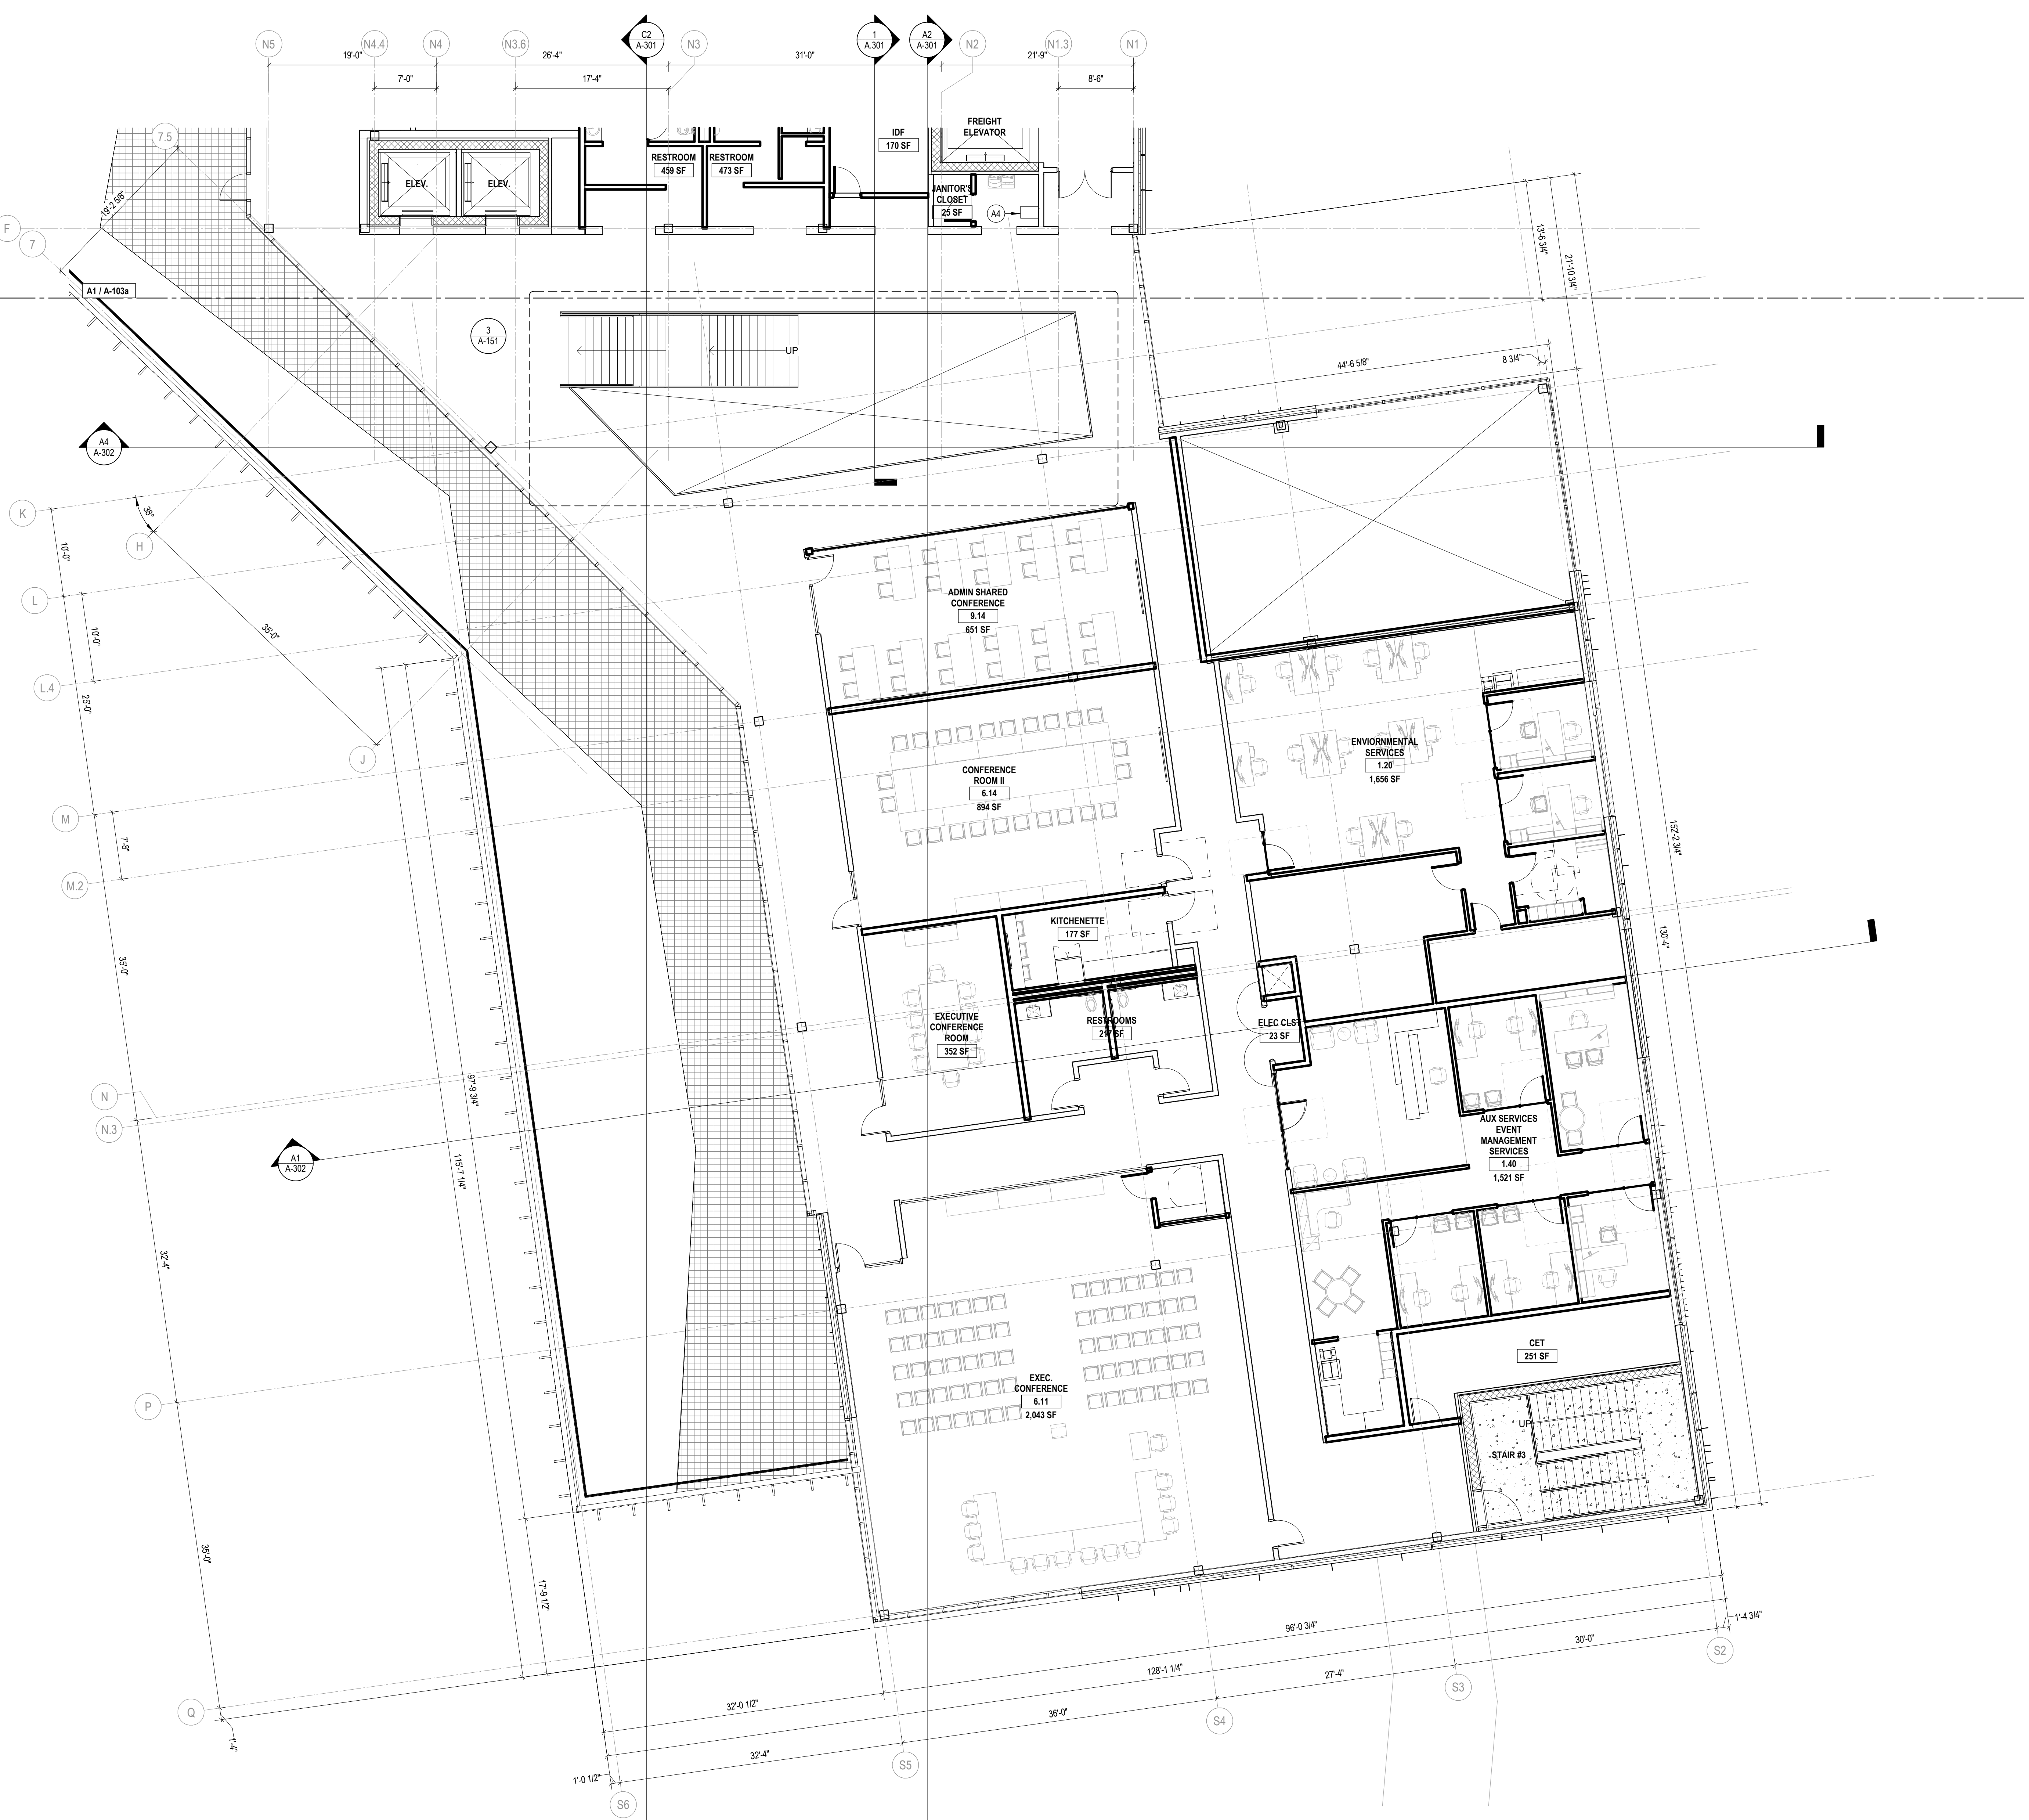 N5
N4.4
N4
N3.6
C2
A-301
N3
1
A.301
A2
A-301
N2
N1.3
N1
19'-0"
26'-4"
31'-0"
21'-9"
7'-0"
17'-4"
8'-6"
7.5
19'-2 5/8"
F
7
A1 / A-103a
ELEV.
ELEV.
RESTROOM
459 SF
RESTROOM
473 SF
IDF
170 SF
FREIGHT
ELEVATOR
JANITOR'S
CLOSET
25 SF
A4
13'-6 3/4"
21'-10 3/4"
3
A-151
UP
44'-6 5/8"
8 3/4"
A4
A-302
K
38°
H
10'-0"
L
10'-0"
35'-0"
L.4
25'-0"
J
M
7'-8"
M.2
ADMIN SHARED
CONFERENCE
9.14
651 SF
CONFERENCE
ROOM II
6.14
894 SF
ENVIORNMENTAL
SERVICES
1.20
1,656 SF
152'-2 3/4"
130'-4"
KITCHENETTE
177 SF
35'-0"
EXECUTIVE
CONFERENCE
ROOM
352 SF
RESTROOMS
217 SF
ELEC CLST
23 SF
N
N.3
97'-9 3/4"
115'-7 1/4"
A1
A-302
AUX SERVICES
EVENT
MANAGEMENT
SERVICES
1.40
1,521 SF
32'-4"
P
EXEC.
CONFERENCE
6.11
2,043 SF
CET
251 SF
UP
STAIR #3
35'-0"
17'-9 1/2"
Q
1'-4"
96'-0 3/4"
1'-4 3/4"
30'-0"
S2
128'-1 1/4"
27'-4"
S3
32'-0 1/2"
36'-0"
S4
32'-4"
S5
1'-0 1/2"
S6